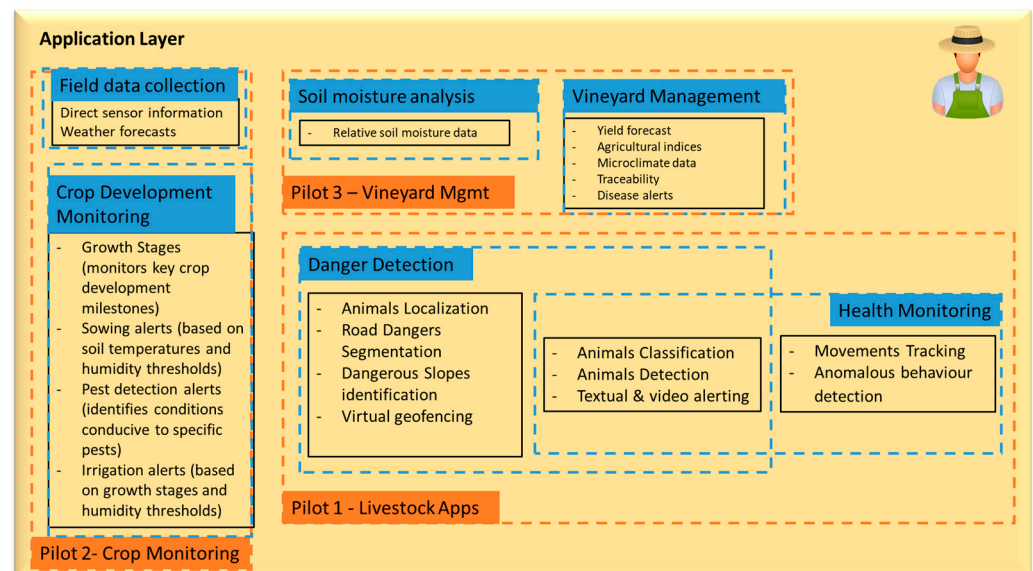 Application Layer
Field data collection
Direct sensor information
Weather forecasts
Crop Development
Monitoring
- Growth Stages
(monitors key crop
development
milestones)
- Sowing alerts (based on
soil temperatures and
humidity thresholds)
- Pest detection alerts
(identifies conditions
conducive to specific
pests)
- Irrigation alerts (based
on growth stages and
humidity thresholds)
Pilot 2- Crop Monitoring
Soil moisture analysis
- Relative soil moisture data
Vineyard Management
- Yield forecast
- Agricultural indices
- Microclimate data
- Traceability
- Disease alerts
Pilot 3 – Vineyard Mgmt
Danger Detection
- Animals Localization
- Road Dangers
Segmentation
- Dangerous Slopes
identification
- Virtual geofencing
- Animals Classification
- Animals Detection
- Textual & video alerting
Health Monitoring
- Movements Tracking
- Anomalous behaviour
detection
Pilot 1 - Livestock Apps